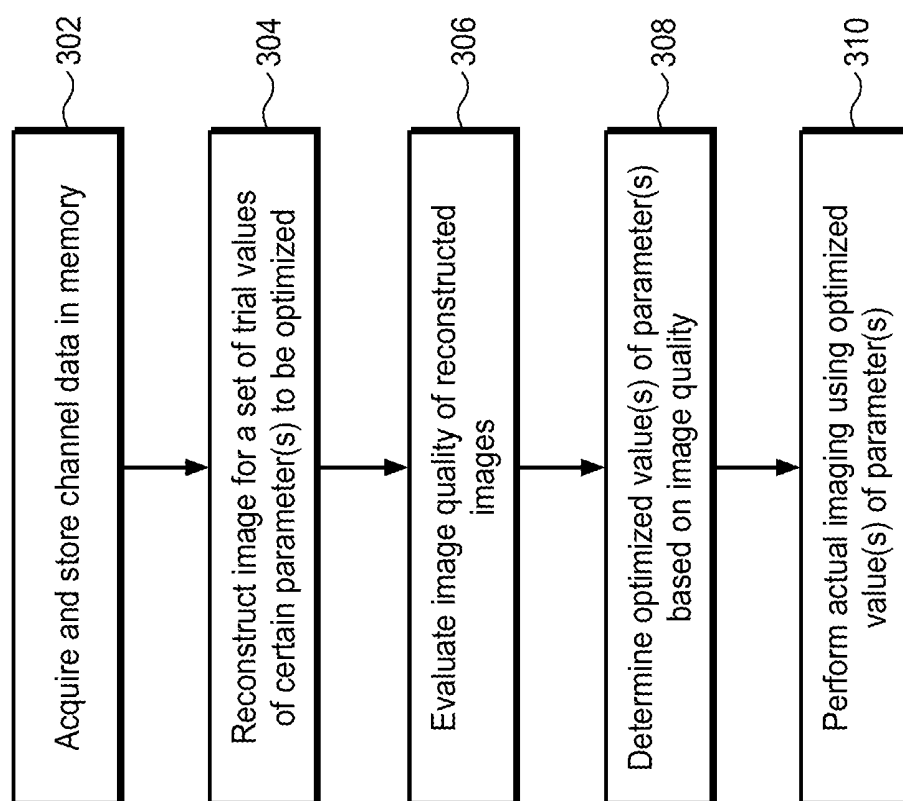 Acquire and store channel data in memory
302
Reconstruct image for a set of trial values
of certain parameter(s) to be optimized
304
Evaluate image quality of reconstructed
images
306
Determine optimized value(s) of parameter(s)
based on image quality
308
Perform actual imaging using optimized
value(s) of parameter(s)
310